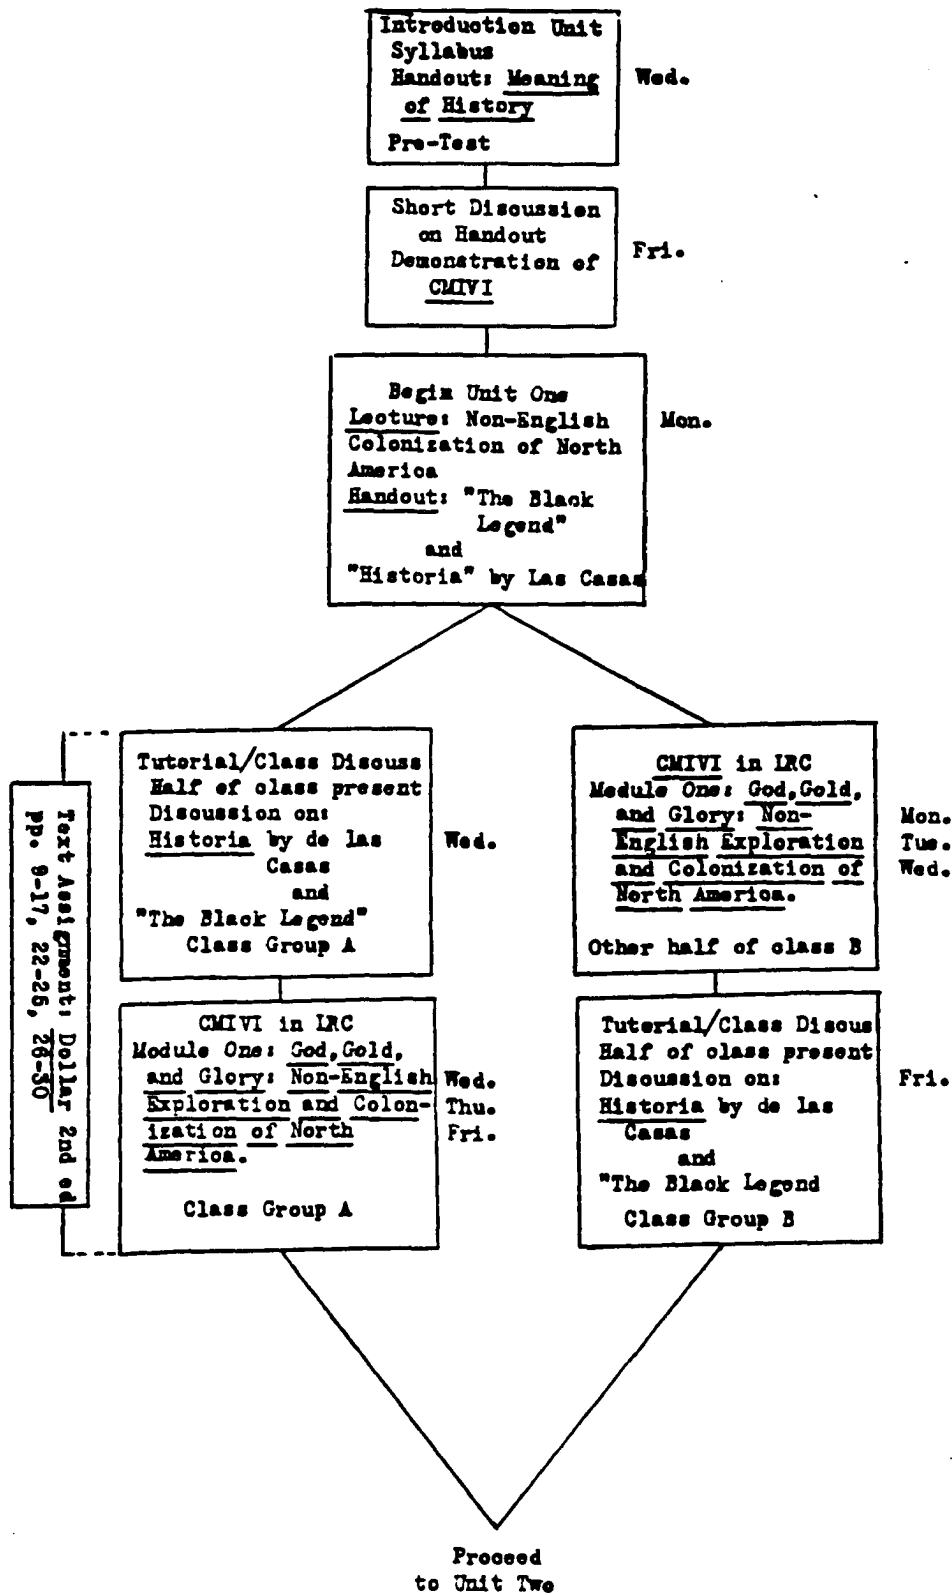 Introduction Unit
Syllabus
Handout: Meaning
of History
Pre-Test
Wed.
Short Discussion
on Handout
Demonstration of
CMIVI
Fri.
Begin Unit One
Lecture: Non-English
Colonization of North
America
Handout: "The Black
Legend"
and
"Historia" by Las Casas
Mon.
Text Assignment: Dollar 2nd ed
pp. 9-17, 22-26, 26-30
Tutorial/Class Discuss
Half of class present
Discussion on:
Historia by de las
Casas
and
"The Black Legend"
Class Group A
Wed.
CMIVI in IRC
Module One: God, Gold,
and Glory: Non-
English Exploration
and Colonization of
North America.
Other half of class B
Mon.
Tue.
Wed.
CMIVI in IRC
Module One: God, Gold,
and Glory: Non-English
Exploration and Colon-
ization of North
America.
Class Group A
Wed.
Thu.
Fri.
Tutorial/Class Discus
Half of class present
Discussion on:
Historia by de las
Casas
and
"The Black Legend
Class Group B
Fri.
Proceed
to Unit Two